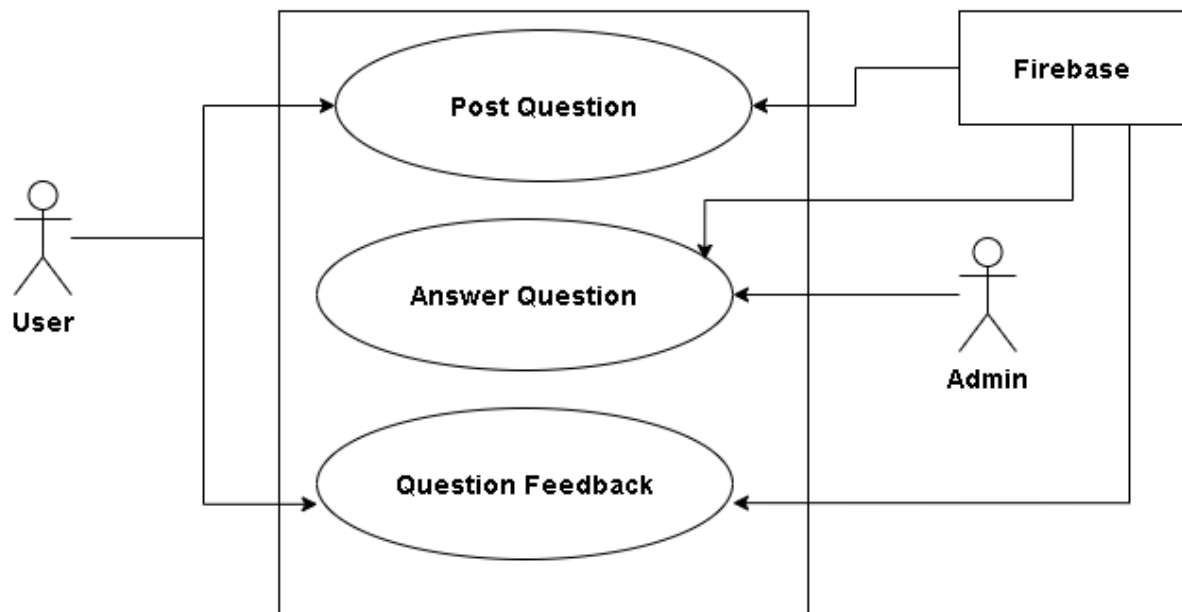 Post Question
Firebase
User
Answer Question
Admin
Question Feedback